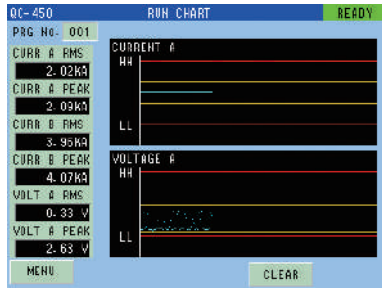 QC-450 RUN CHART READY
PRG No. 001
CURR A RMS
2.02KA
CURR A PEAK
2.09KA
CURR B RMS
3.96KA
CURR B PEAK
4.07KA
VOLT A RMS
0.33 V
VOLT A PEAK
2.63 V
MENU
CURRENT A
HH
LL
VOLTAGE A
HH
LL
CLEAR